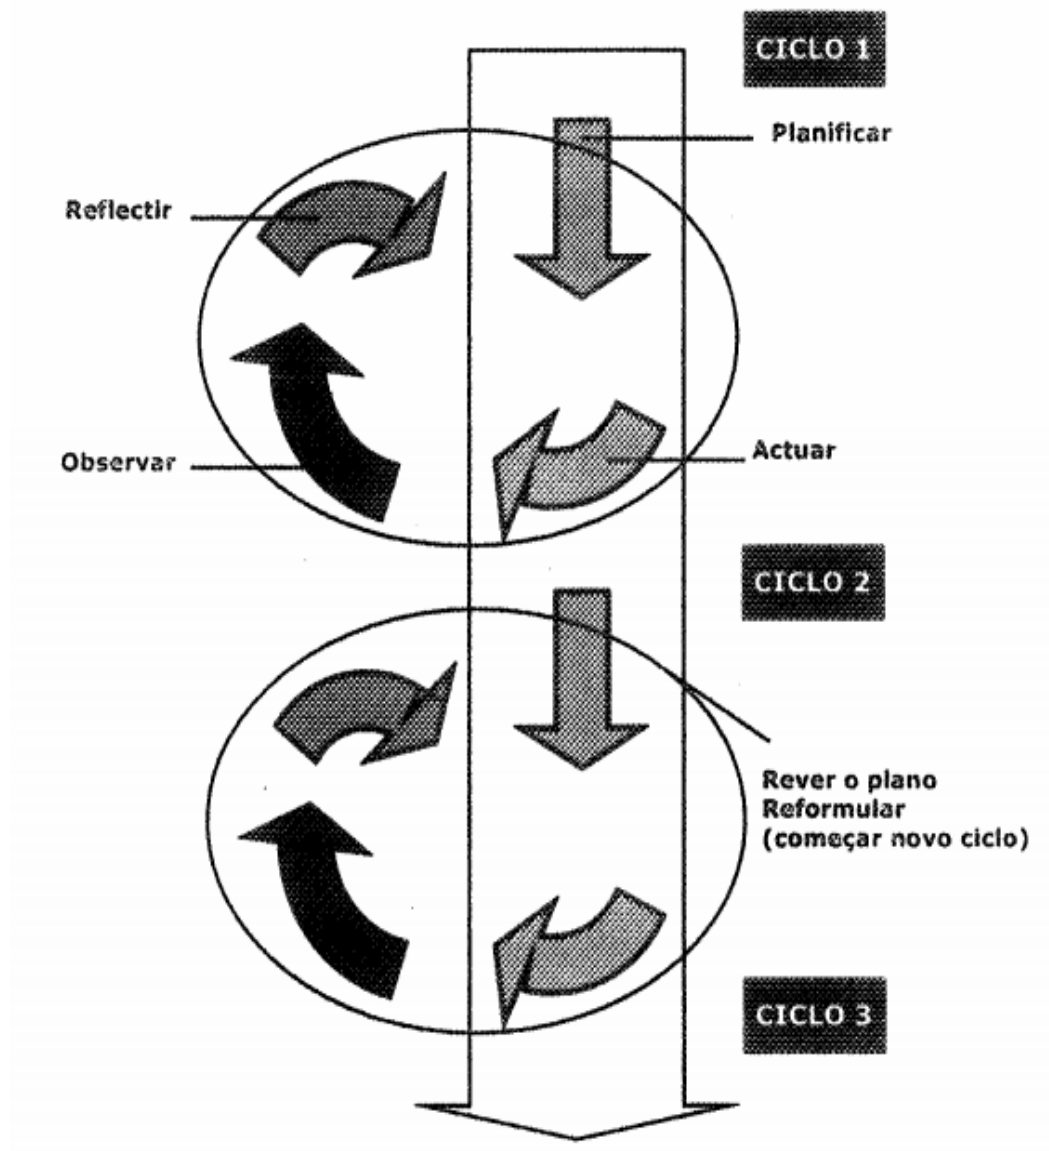 CICLO 1
Planificar
Reflectir
Actuar
Observar
CICLO 2
Rever o plano
Reformular
(começar novo ciclo)
CICLO 3